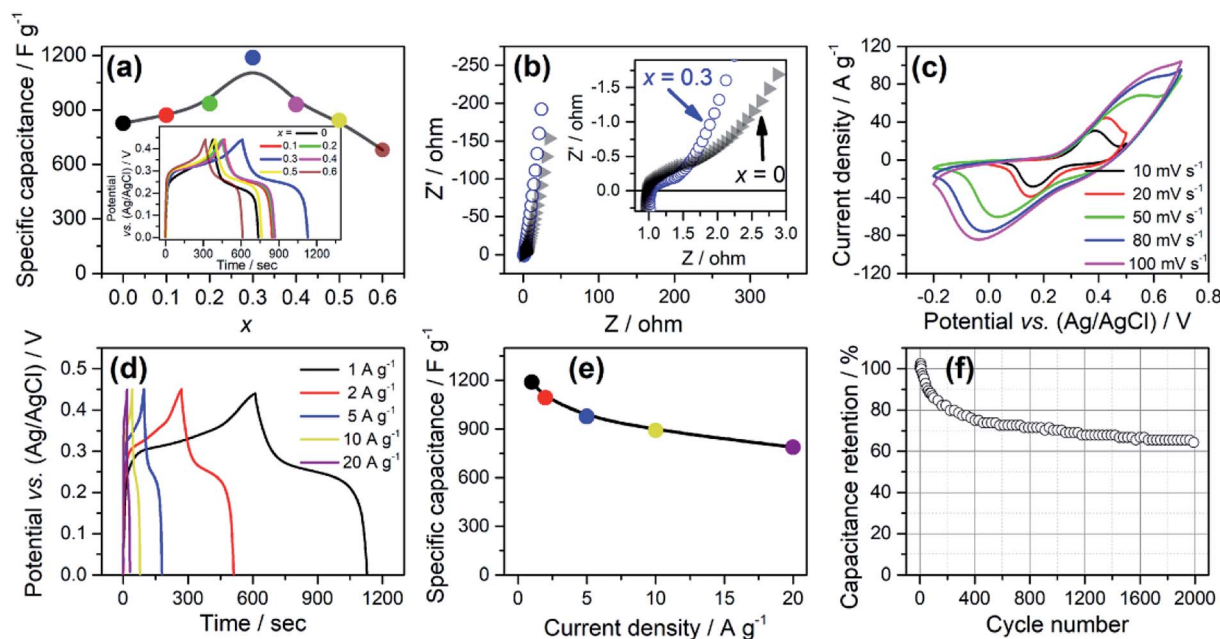 (a)
Specific capacitance / F g⁻¹
1200
900
600
300
0
0.0 0.1 0.2 0.3 0.4 0.5 0.6
x
x = 0
0.1 0.2
0.3 0.4
0.5 0.6
Potential
vs. (Ag/AgCl) / V
0.4
0.2
0.0
0 300 600 900 1200
Time / sec
(b)
Z' / ohm
-250
-200
-150
-100
-50
0
0 100 200 300
Z / ohm
x = 0.3
x = 0
Z' / ohm
-1.5
-1.0
-0.5
0.0
1.0 1.5 2.0 2.5 3.0
Z / ohm
(c)
Current density / A g⁻¹
120
80
40
0
-40
-80
-120
-0.2 0.0 0.2 0.4 0.6 0.8
Potential vs. (Ag/AgCl) / V
10 mV s⁻¹
20 mV s⁻¹
50 mV s⁻¹
80 mV s⁻¹
100 mV s⁻¹
(d)
Potential vs. (Ag/AgCl) / V
0.5
0.4
0.3
0.2
0.1
0.0
0 300 600 900 1200
Time / sec
1 A g⁻¹
2 A g⁻¹
5 A g⁻¹
10 A g⁻¹
20 A g⁻¹
(e)
Specific capacitance / F g⁻¹
1200
900
600
300
0
0 5 10 15 20
Current density / A g⁻¹
(f)
Capacitance retention / %
100
80
60
40
20
0
0 400 800 1200 1600 2000
Cycle number